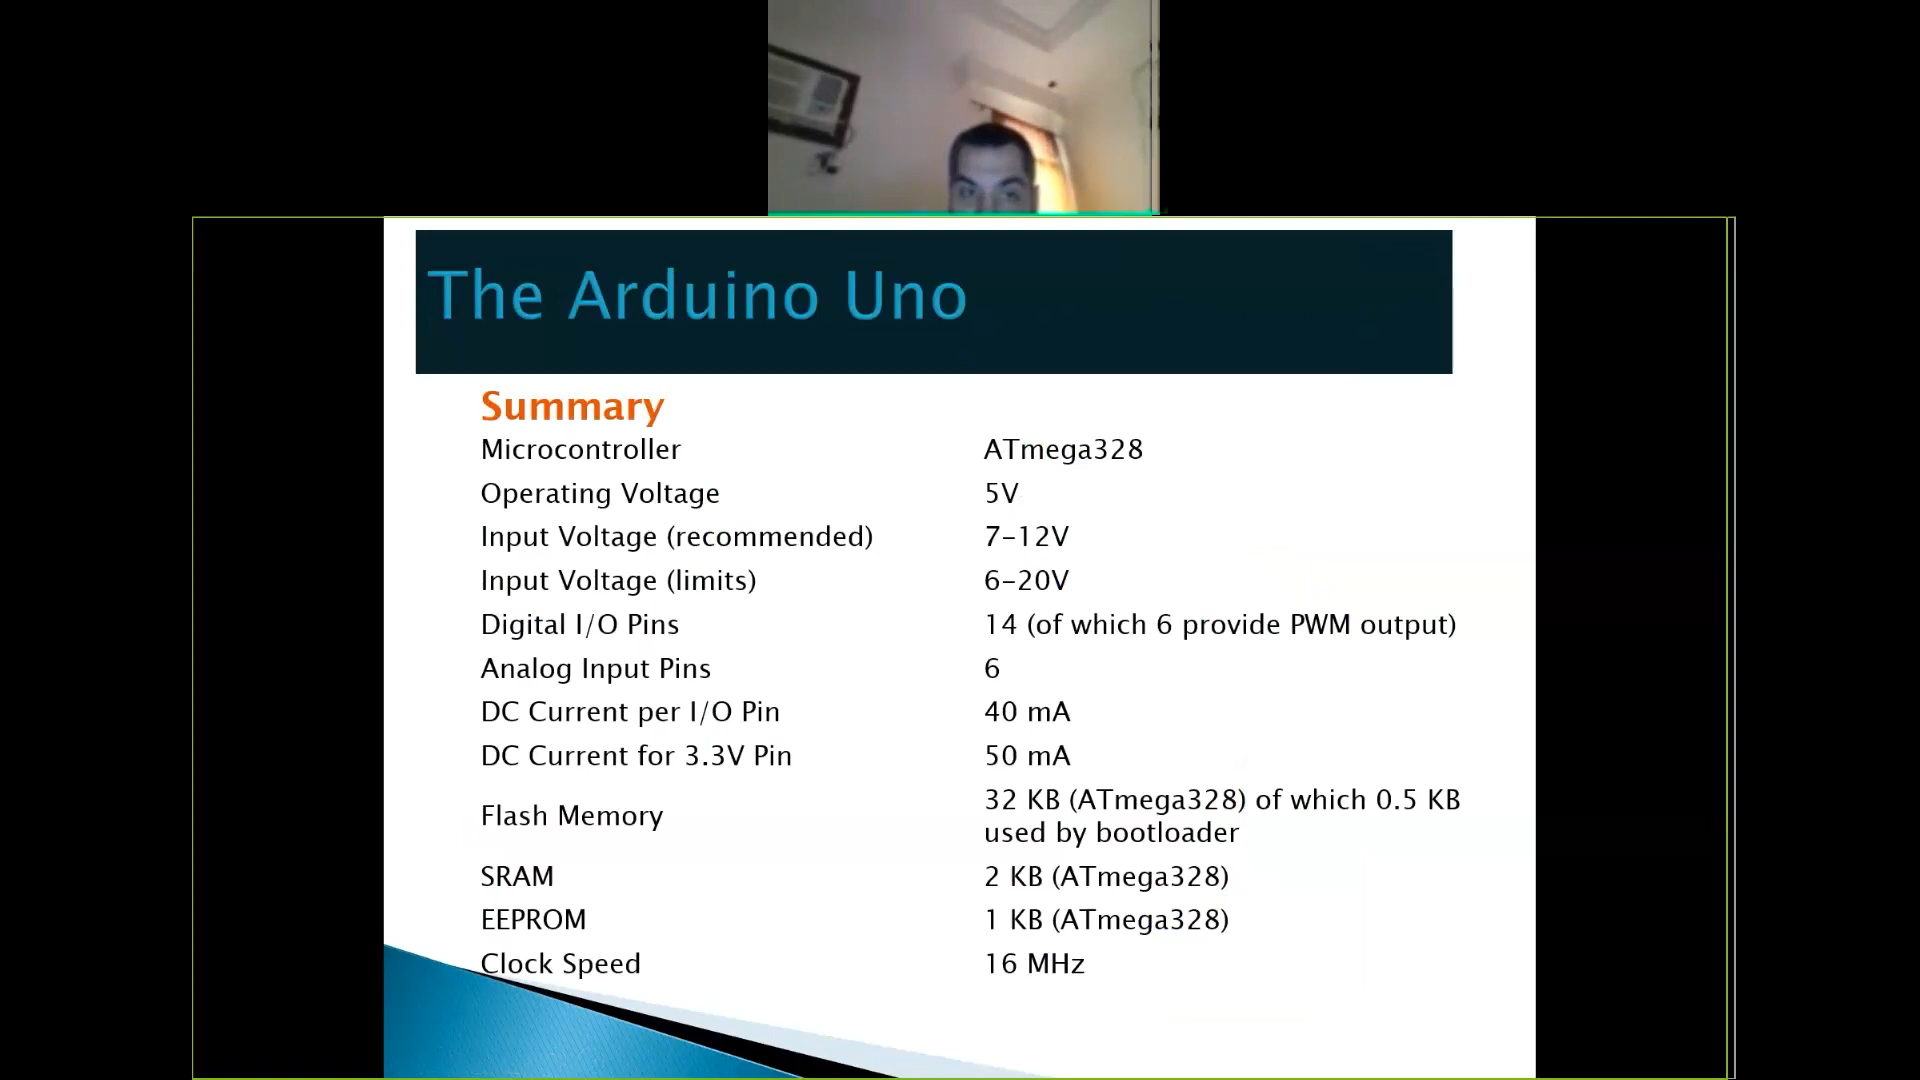 The Arduino Uno
Summary
Microcontroller ATmega328
Operating Voltage 5V
Input Voltage (recommended) 7-12V
Input Voltage (limits) 6-20V
Digital I/O Pins 14 (of which 6 provide PWM output)
Analog Input Pins 6
DC Current per I/O Pin 40 mA
DC Current for 3.3V Pin 50 mA
Flash Memory 32 KB (ATmega328) of which 0.5 KB
used by bootloader
SRAM 2 KB (ATmega328)
EEPROM 1 KB (ATmega328)
Clock Speed 16 MHz